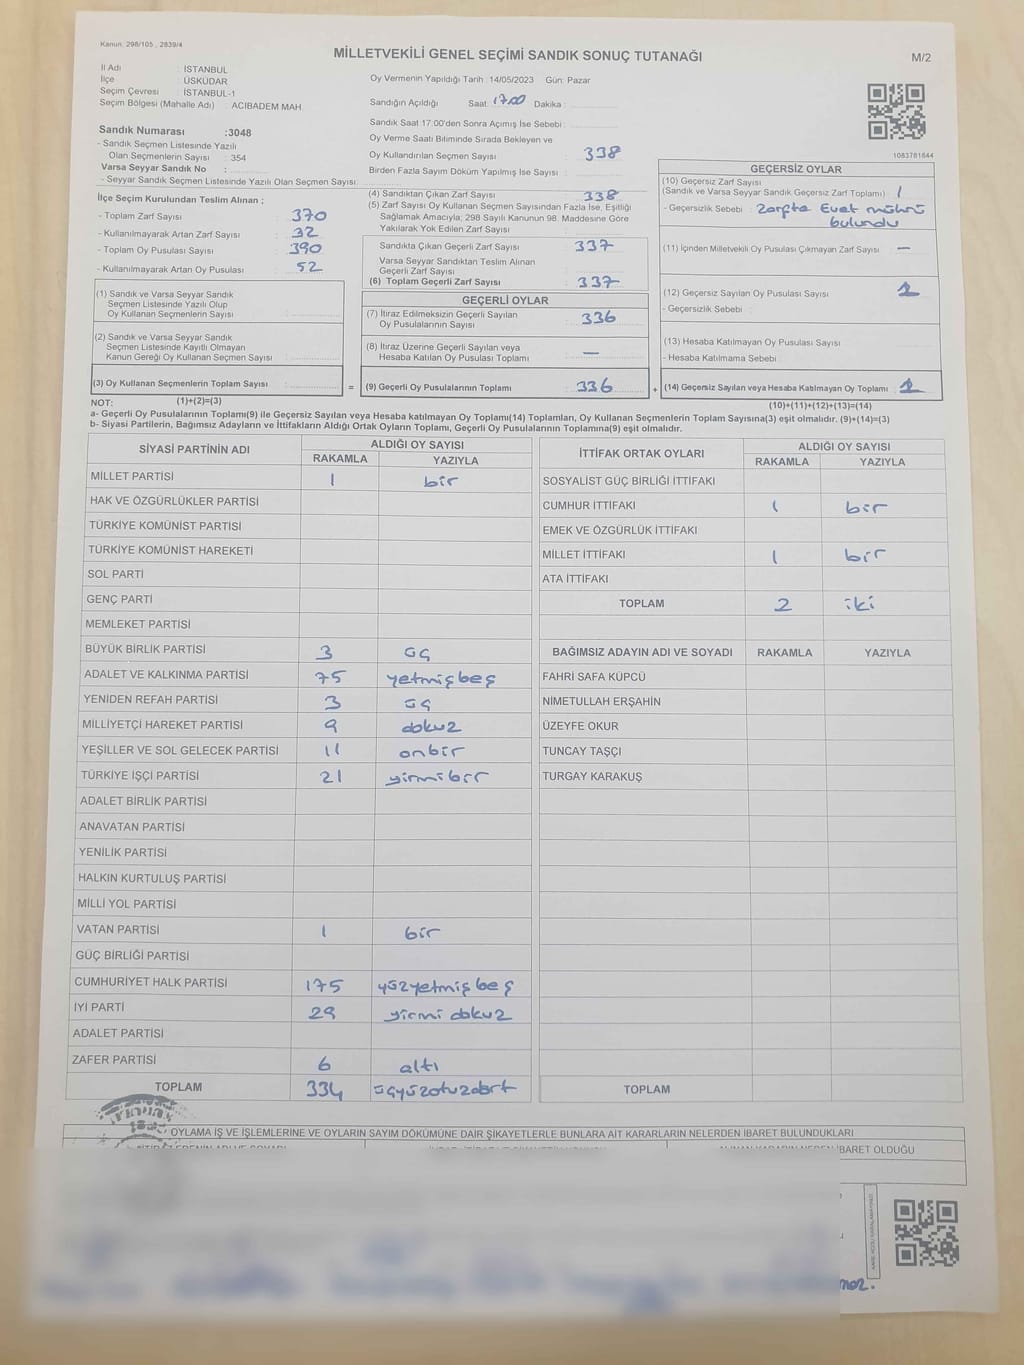 Kanun, 298/105 , 2839/4
MİLLETVEKİLİ GENEL SEÇİMİ SANDIK SONUÇ TUTANAĞI
M/2
İl Adı : İSTANBUL
İlçe : ÜSKÜDAR
Seçim Çevresi : İSTANBUL-1
Seçim Bölgesi (Mahalle Adı) : ACIBADEM MAH.
Sandık Numarası :3048
- Sandık Seçmen Listesinde Yazılı
Olan Seçmenlerin Sayısı : 354
Varsa Seyyar Sandık No :
- Seyyar Sandık Seçmen Listesinde Yazılı Olan Seçmen Sayısı:
İlçe Seçim Kurulundan Teslim Alınan ;
- Toplam Zarf Sayısı : 370
- Kullanılmayarak Artan Zarf Sayısı : 32
- Toplam Oy Pusulası Sayısı : 390
- Kullanılmayarak Artan Oy Pusulası : 52
(1) Sandık ve Varsa Seyyar Sandık
Seçmen Listesinde Yazılı Olup
Oy Kullanan Seçmenlerin Sayısı :
(2) Sandık ve Varsa Seyyar Sandık
Seçmen Listesinde Kayıtlı Olmayan
Kanun Gereği Oy Kullanan Seçmen Sayısı :
(3) Oy Kullanan Seçmenlerin Toplam Sayısı :
Oy Vermenin Yapıldığı Tarih :14/05/2023 Gün: Pazar
Sandığın Açıldığı Saat: 17.00 Dakika :
Sandık Saat 17:00'den Sonra Açımış İse Sebebi :
Oy Verme Saati Bitiminde Sırada Bekleyen ve
Oy Kullandırılan Seçmen Sayısı : 338
Birden Fazla Sayım Döküm Yapılmış İse Sayısı :
(4) Sandıktan Çıkan Zarf Sayısı : 338
(5) Zarf Sayısı Oy Kullanan Seçmen Sayısından Fazla İse, Eşitliği
Sağlamak Amacıyla; 298 Sayılı Kanunun 98. Maddesine Göre
Yakılarak Yok Edilen Zarf Sayısı :
Sandıkta Çıkan Geçerli Zarf Sayısı : 337
Varsa Seyyar Sandıktan Teslim Alınan
Geçerli Zarf Sayısı :
(6) Toplam Geçerli Zarf Sayısı : 337
GEÇERLİ OYLAR
(7) İtiraz Edilmeksizin Geçerli Sayılan
Oy Pusulalarının Sayısı : 336
(8) İtiraz Üzerine Geçerli Sayılan veya
Hesaba Katılan Oy Pusulası Toplamı : —
= (9) Geçerli Oy Pusulalarının Toplamı : 336 +
1083781644
GEÇERSİZ OYLAR
(10) Geçersiz Zarf Sayısı
(Sandık ve Varsa Seyyar Sandık Geçersiz Zarf Toplamı) : 1
- Geçersizlik Sebebi : Zarfta Evet mührü
bulundu
(11) İçinden Milletvekili Oy Pusulası Çıkmayan Zarf Sayısı : —
(12) Geçersiz Sayılan Oy Pusulası Sayısı :
- Geçersizlik Sebebi :
(13) Hesaba Katılmayan Oy Pusulası Sayısı :
- Hesaba Katılmama Sebebi :
(14) Geçersiz Sayılan veya Hesaba Katılmayan Oy Toplamı :
NOT: (1)+(2)=(3)
(10)+(11)+(12)+(13)=(14)
a- Geçerli Oy Pusulalarının Toplamı(9) ile Geçersiz Sayılan veya Hesaba katılmayan Oy Toplamı(14) Toplamları, Oy Kullanan Seçmenlerin Toplam Sayısına(3) eşit olmalıdır. (9)+(14)=(3)
b- Siyasi Partilerin, Bağımsız Adayların ve İttifakların Aldığı Ortak Oyların Toplamı, Geçerli Oy Pusulalarının Toplamına(9) eşit olmalıdır.
SİYASİ PARTİNİN ADI
ALDIĞI OY SAYISI
RAKAMLA YAZIYLA
MİLLET PARTİSİ 1 bir
HAK VE ÖZGÜRLÜKLER PARTİSİ
TÜRKİYE KOMÜNİST PARTİSİ
TÜRKİYE KOMÜNİST HAREKETİ
SOL PARTİ
GENÇ PARTİ
MEMLEKET PARTİSİ
BÜYÜK BİRLİK PARTİSİ 3 üç
ADALET VE KALKINMA PARTİSİ 75 yetmişbeş
YENİDEN REFAH PARTİSİ 3 üç
MİLLİYETÇİ HAREKET PARTİSİ 9 dokuz
YEŞİLLER VE SOL GELECEK PARTİSİ 11 onbir
TÜRKİYE İŞÇİ PARTİSİ 21 yirmibir
ADALET BİRLİK PARTİSİ
ANAVATAN PARTİSİ
YENİLİK PARTİSİ
HALKIN KURTULUŞ PARTİSİ
MİLLİ YOL PARTİSİ
VATAN PARTİSİ 1 bir
GÜÇ BİRLİĞİ PARTİSİ
CUMHURİYET HALK PARTİSİ 175 yüzyetmişbeş
İYİ PARTİ 29 yirmi dokuz
ADALET PARTİSİ
ZAFER PARTİSİ 6 altı
TOPLAM 334 üçyüzotuzdört
İTTİFAK ORTAK OYLARI
ALDIĞI OY SAYISI
RAKAMLA YAZIYLA
SOSYALİST GÜÇ BİRLİĞİ İTTİFAKI
CUMHUR İTTİFAKI 1 bir
EMEK VE ÖZGÜRLÜK İTTİFAKI
MİLLET İTTİFAKI 1 bir
ATA İTTİFAKI
TOPLAM 2 iki
BAĞIMSIZ ADAYIN ADI VE SOYADI RAKAMLA YAZIYLA
FAHRİ SAFA KÜPCÜ
NİMETULLAH ERŞAHİN
ÜZEYFE OKUR
TUNCAY TAŞÇI
TURGAY KARAKUŞ
TOPLAM
OYLAMA İŞ VE İŞLEMLERİNE VE OYLARIN SAYIM DÖKÜMÜNE DAİR ŞİKAYETLERLE BUNLARA AİT KARARLARIN NELERDEN İBARET BULUNDUKLARI
İBARET OLDUĞU